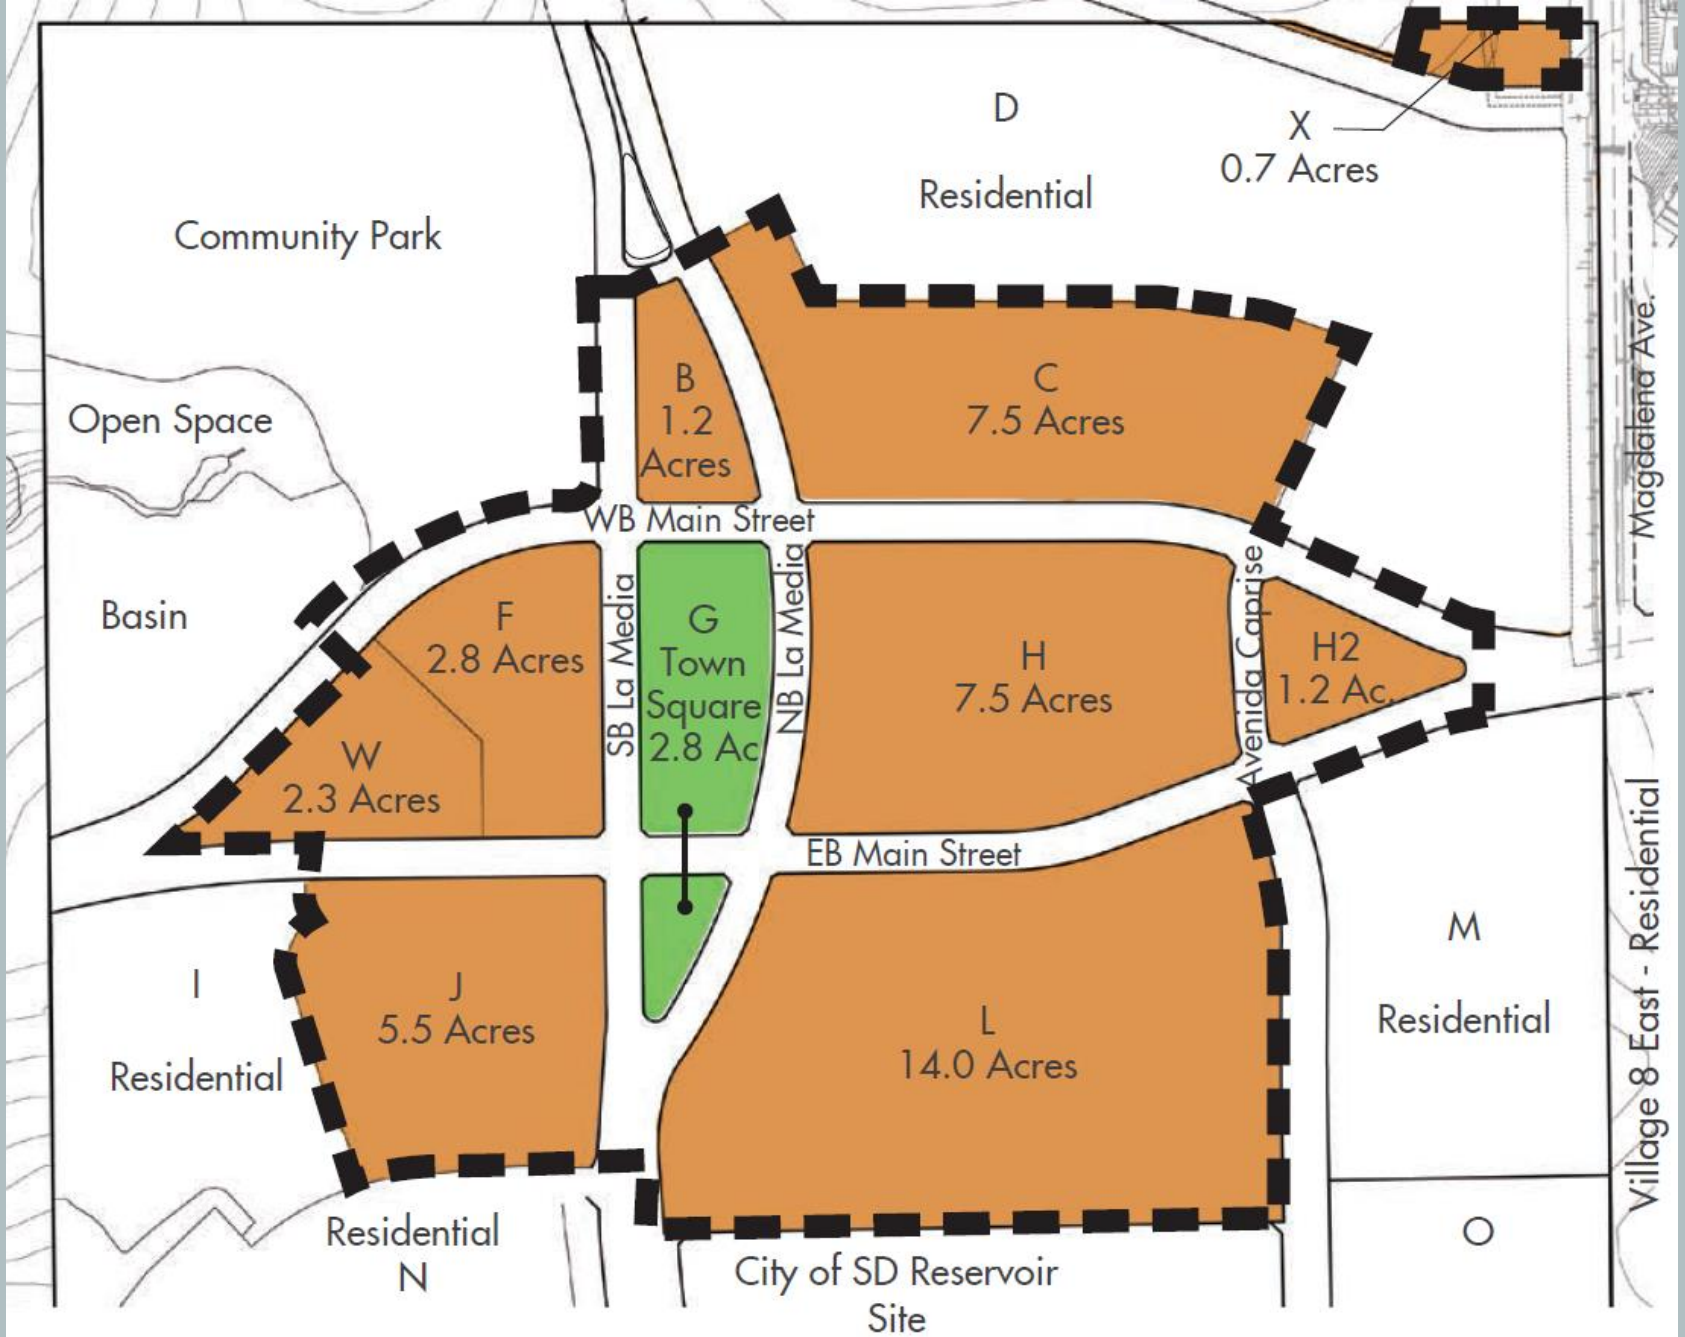 D
Residential
X
0.7 Acres
Community Park
Open Space
Basin
B
1.2
Acres
C
7.5 Acres
Magdalena Ave.
WB Main Street
F
2.8 Acres
W
2.3 Acres
SB La Media
G
Town
Square
2.8 Ac
NB La Media
H
7.5 Acres
Avenida Caprise
H2
1.2 Ac.
EB Main Street
I
Residential
J
5.5 Acres
L
14.0 Acres
M
Residential
Village 8 East - Residential
Residential
N
City of SD Reservoir
Site
O